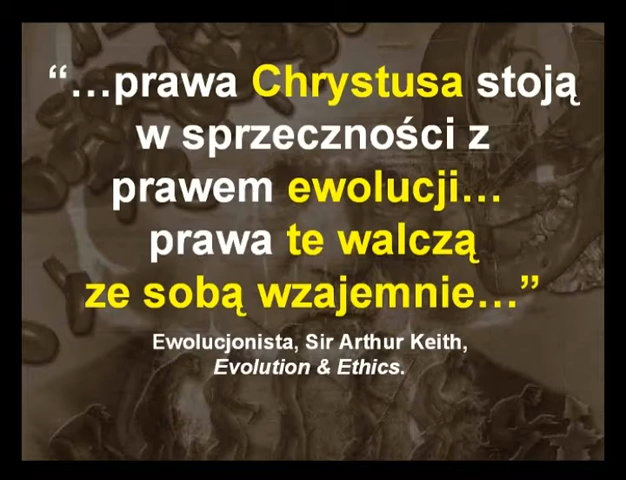 “…prawa Chrystusa stoją
w sprzeczności z
prawem ewolucji…
prawa te walczą
ze sobą wzajemnie…”
Ewolucjonista, Sir Arthur Keith,
Evolution & Ethics.